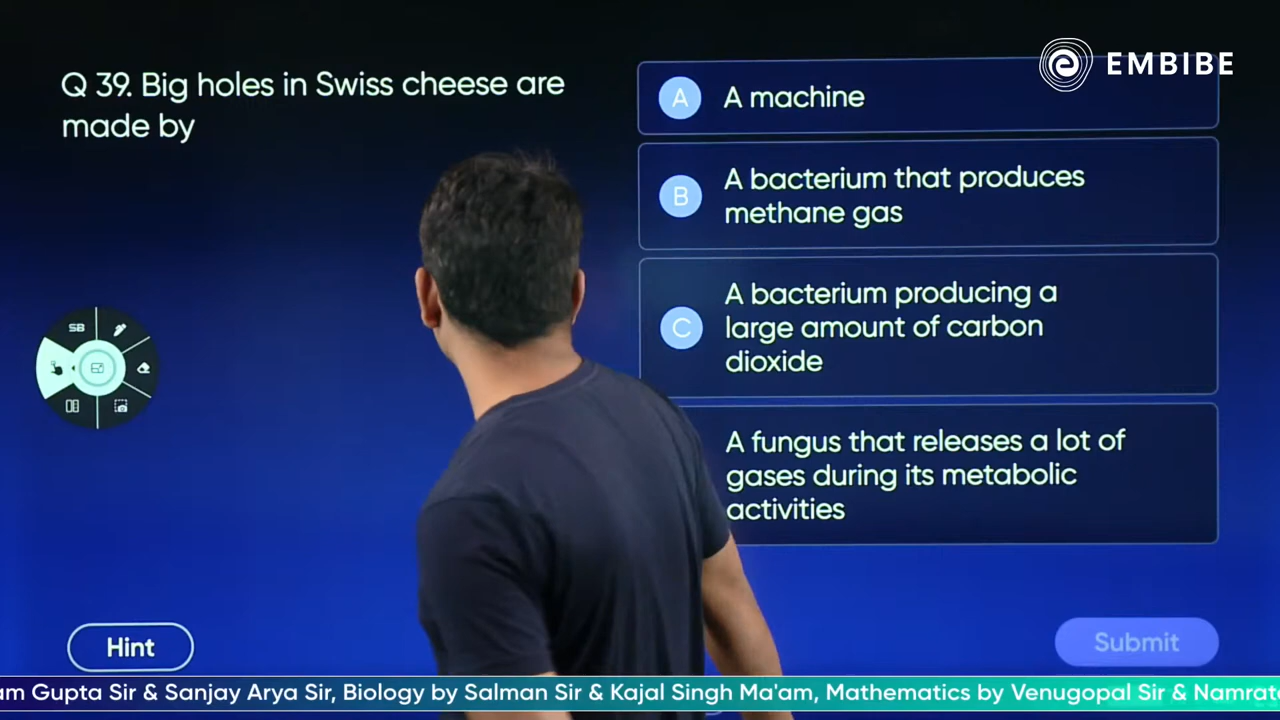 EMBIBE
Q 39. Big holes in Swiss cheese are
made by
A
A machine
B
A bacterium that produces
methane gas
C
A bacterium producing a
large amount of carbon
dioxide
A fungus that releases a lot of
gases during its metabolic
activities
SB
Hint
Submit
am Gupta Sir & Sanjay Arya Sir, Biology by Salman Sir & Kajal Singh Ma'am, Mathematics by Venugopal Sir & Namrat